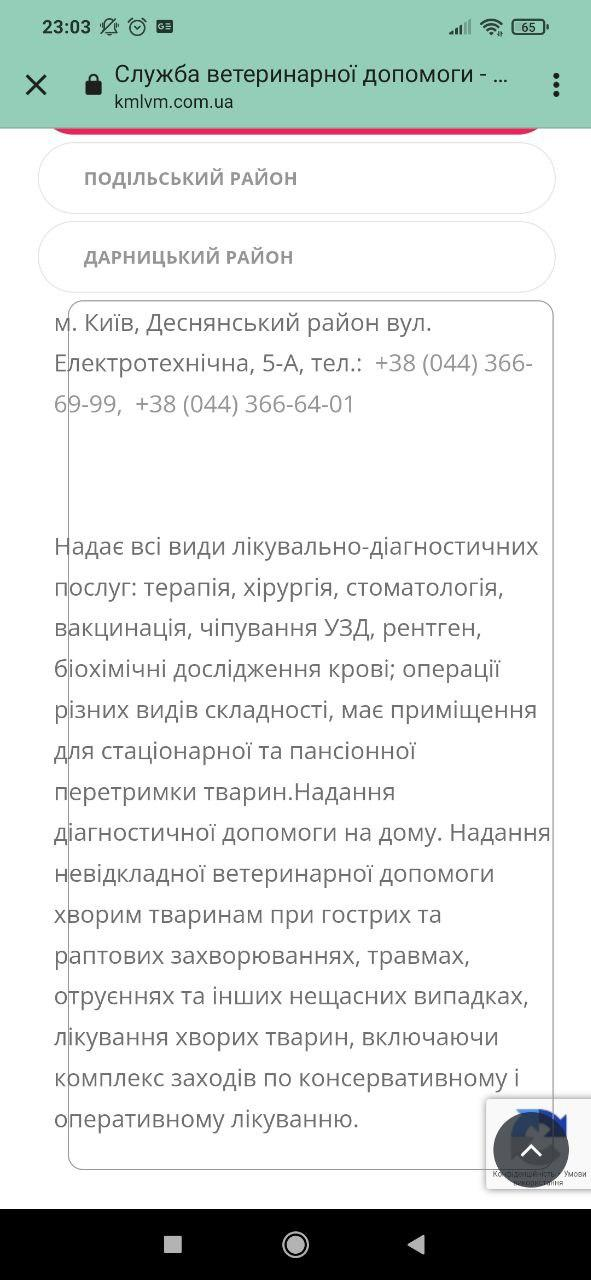 23:03
65
Служба ветеринарної допомоги - ...
kmlvm.com.ua
ПОДІЛЬСЬКИЙ РАЙОН
ДАРНИЦЬКИЙ РАЙОН
м. Київ, Деснянський район вул.
Електротехнічна, 5-А, тел.: +38 (044) 366-
69-99, +38 (044) 366-64-01
Надає всі види лікувально-діагностичних
послуг: терапія, хірургія, стоматологія,
вакцинація, чіпування УЗД, рентген,
біохімічні дослідження крові; операції
різних видів складності, має приміщення
для стаціонарної та пансіонної
перетримки тварин.Надання
діагностичної допомоги на дому. Надання
невідкладної ветеринарної допомоги
хворим тваринам при гострих та
раптових захворюваннях, травмах,
отруєннях та інших нещасних випадках,
лікування хворих тварин, включаючи
комплекс заходів по консервативному і
оперативному лікуванню.
Умови